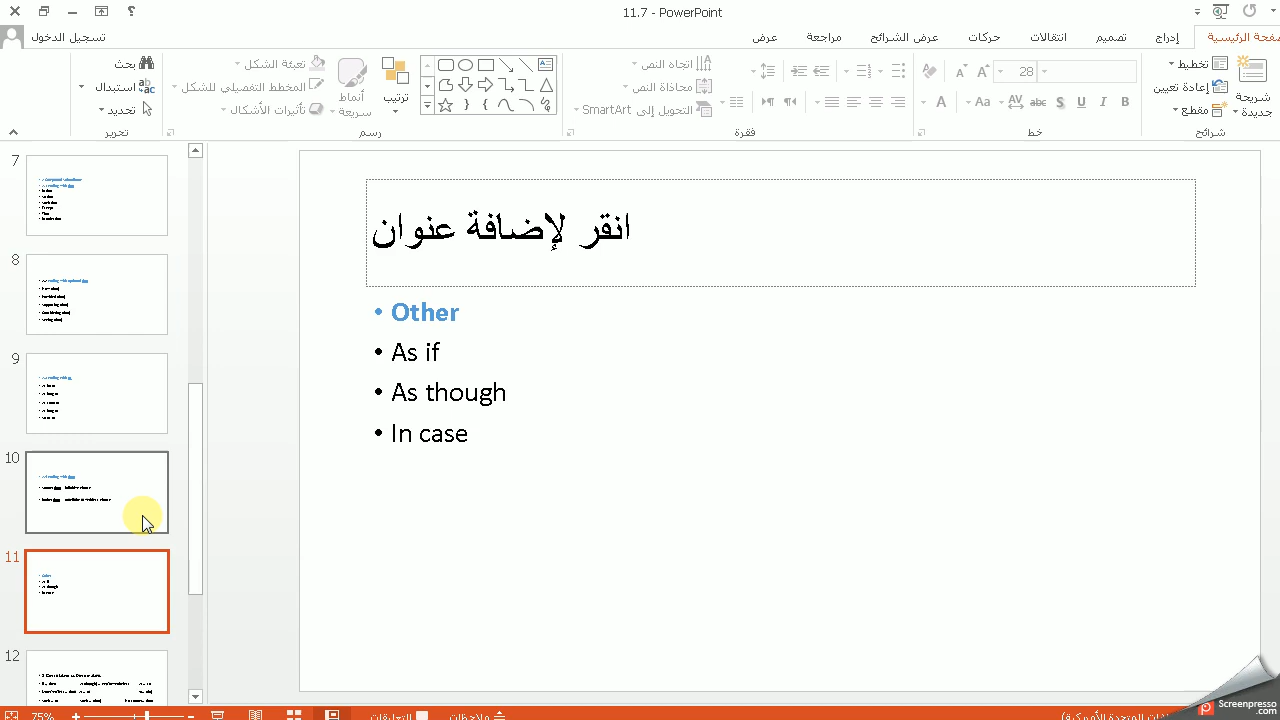 11.7 - PowerPoint
تسجيل الدخول
الصفحة الرئيسية
إدراج
تصميم
انتقالات
حركات
عرض الشرائح
مراجعة
عرض
شريحة جديدة
تخطيط
إعادة تعيين
مقطع
شرائح
28
خط
اتجاه النص
محاذاة النص
التحويل إلى SmartArt
فقرة
ترتيب
أنماط سريعة
تعبئة الشكل
المخطط التفصيلي للشكل
تأثيرات الأشكال
رسم
بحث
استبدال
تحديد
تحرير
7
8
9
10
11
12
انقر لإضافة عنوان
• Other
• As if
• As though
• In case
75%
ملاحظات
التعليقات
Screenpresso
.com